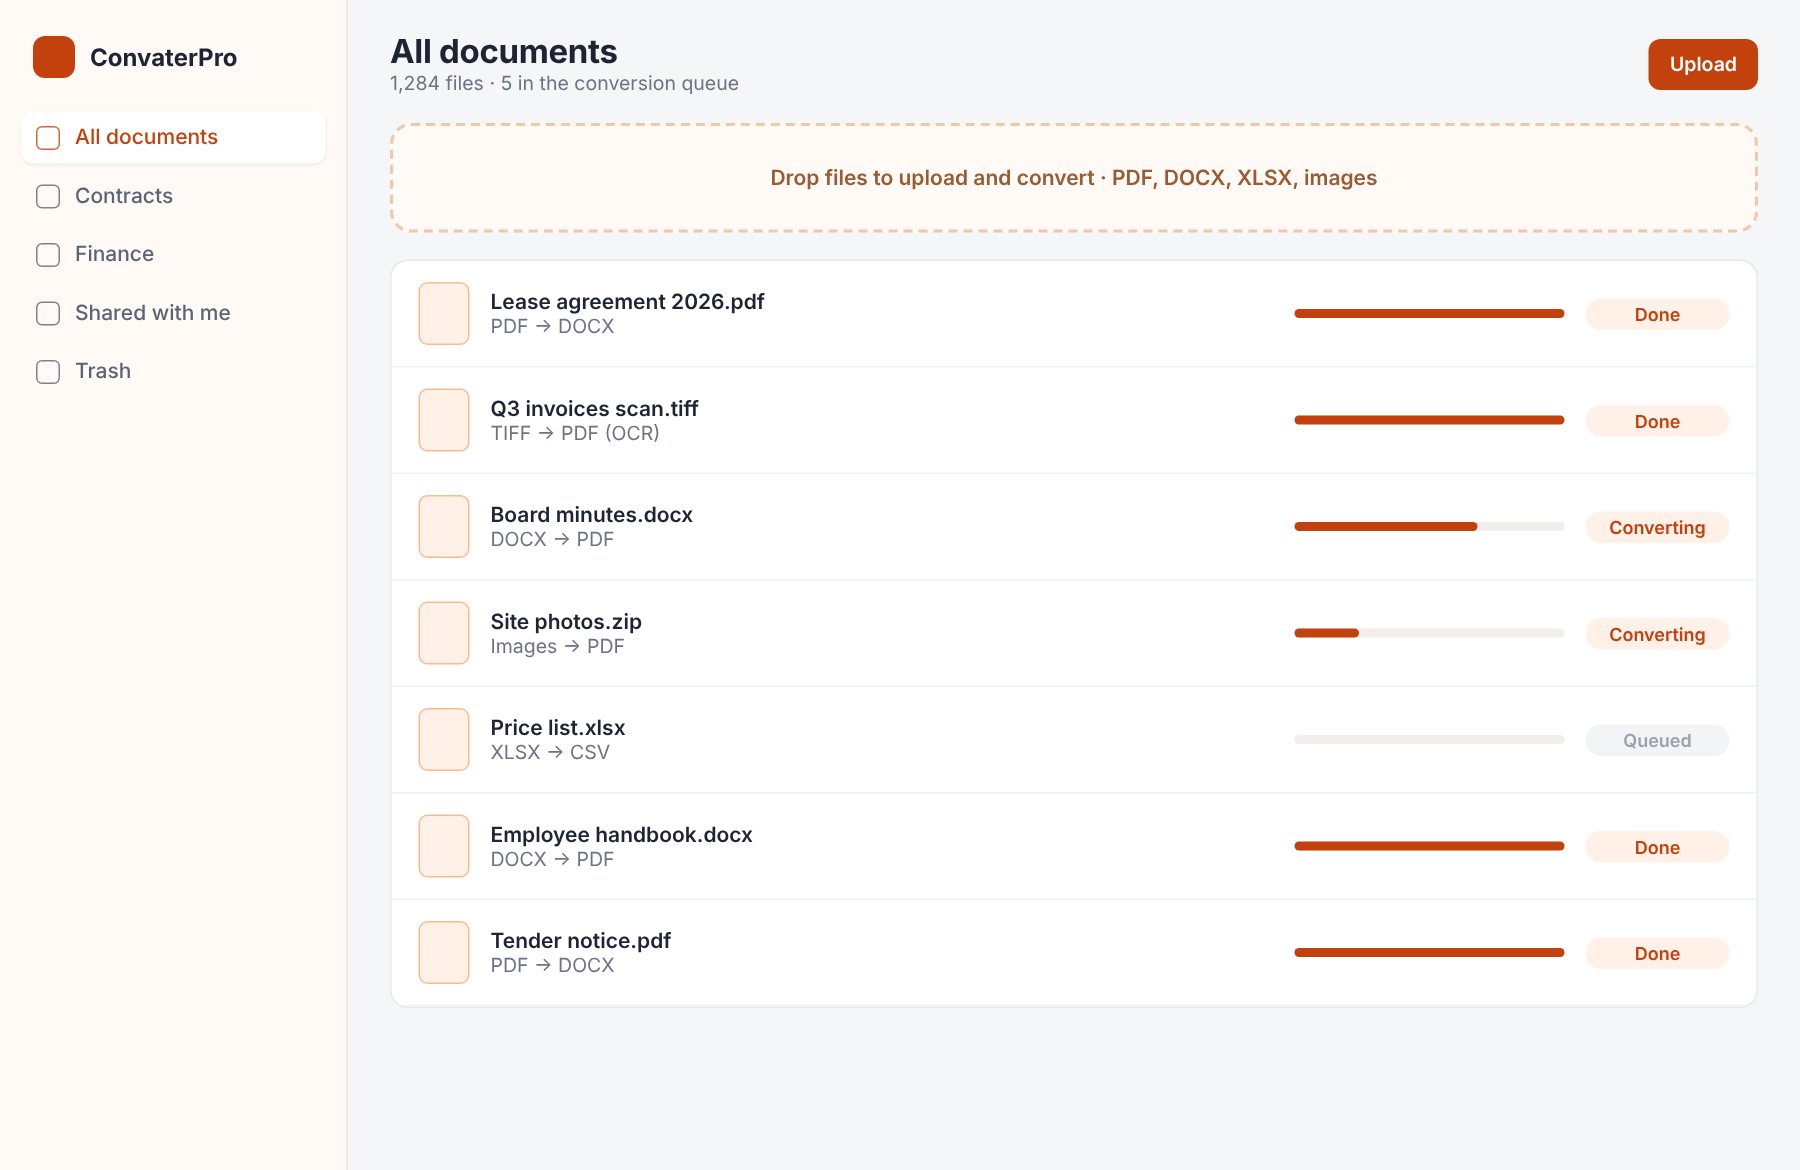 ConvaterPro
All documents
Contracts
Finance
Shared with me
Trash
All documents
1,284 files · 5 in the conversion queue
Upload
Drop files to upload and convert · PDF, DOCX, XLSX, images
Lease agreement 2026.pdf
PDF → DOCX
Done
Q3 invoices scan.tiff
TIFF → PDF (OCR)
Done
Board minutes.docx
DOCX → PDF
Converting
Site photos.zip
Images → PDF
Converting
Price list.xlsx
XLSX → CSV
Queued
Employee handbook.docx
DOCX → PDF
Done
Tender notice.pdf
PDF → DOCX
Done